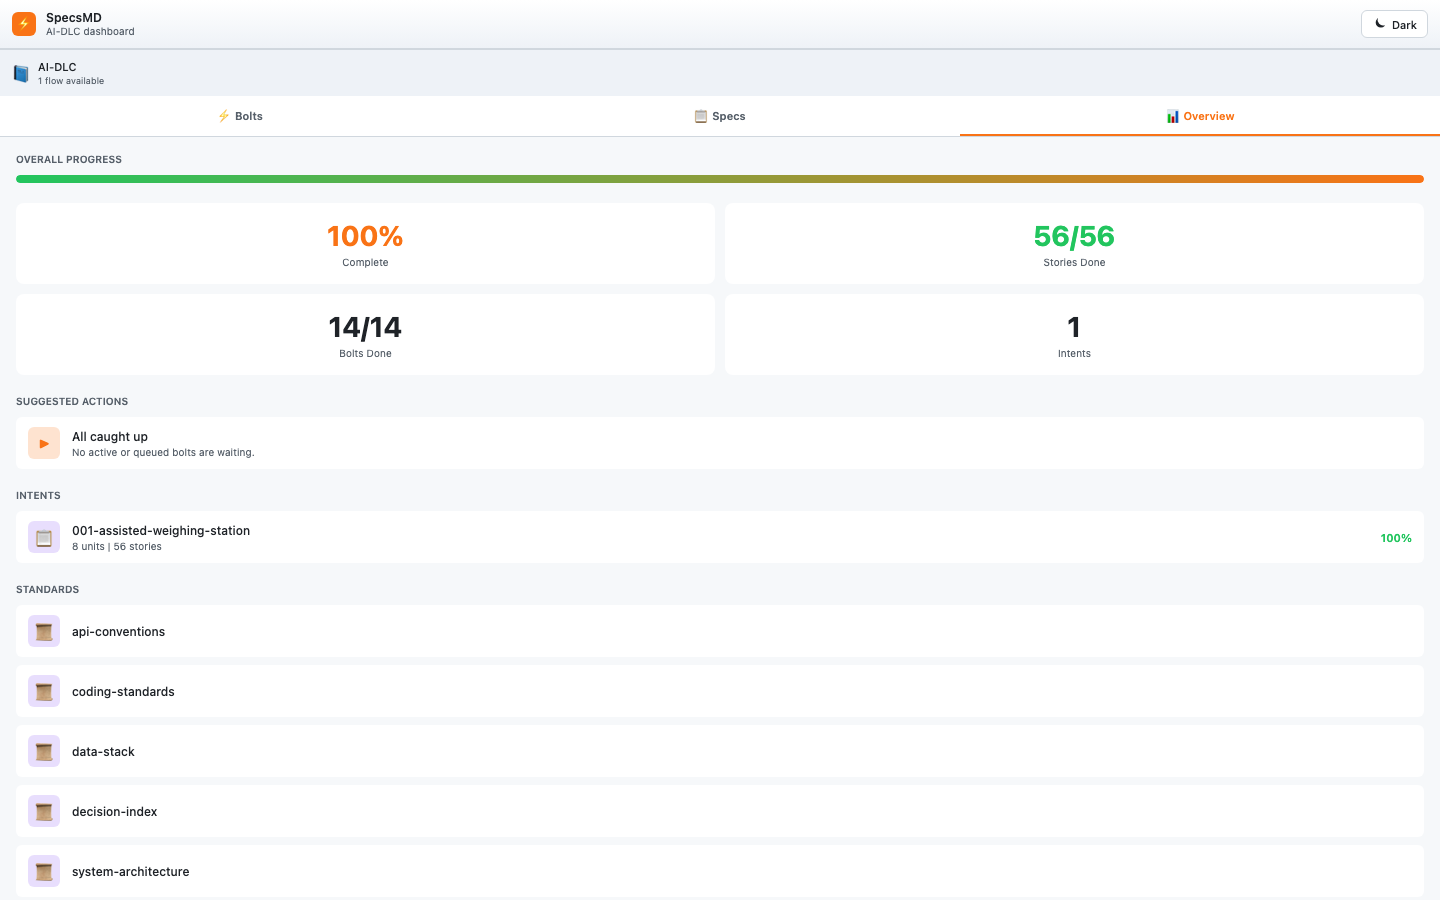 SpecsMD
AI-DLC dashboard
Dark
AI-DLC
1 flow available
Bolts
Specs
Overview
OVERALL PROGRESS
100%
Complete
56/56
Stories Done
14/14
Bolts Done
1
Intents
SUGGESTED ACTIONS
All caught up
No active or queued bolts are waiting.
INTENTS
001-assisted-weighing-station
8 units | 56 stories
100%
STANDARDS
api-conventions
coding-standards
data-stack
decision-index
system-architecture